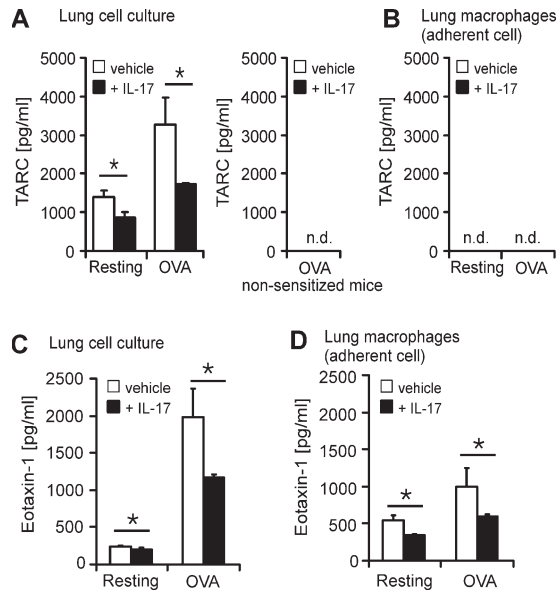 A Lung cell culture
TARC [pg/ml]
5000
4000
3000
2000
1000
0
vehicle
+ IL-17
*
*
Resting OVA
TARC [pg/ml]
5000
4000
3000
2000
1000
0
vehicle
+ IL-17
n.d.
OVA
non-sensitized mice
B Lung macrophages
(adherent cell)
TARC [pg/ml]
5000
4000
3000
2000
1000
0
vehicle
+ IL-17
n.d. n.d.
Resting OVA
C Lung cell culture
Eotaxin-1 [pg/ml]
2500
2000
1500
1000
500
0
vehicle
+ IL-17
*
*
Resting OVA
D Lung macrophages
(adherent cell)
Eotaxin-1 [pg/ml]
2500
2000
1500
1000
500
0
vehicle
+ IL-17
*
*
Resting OVA